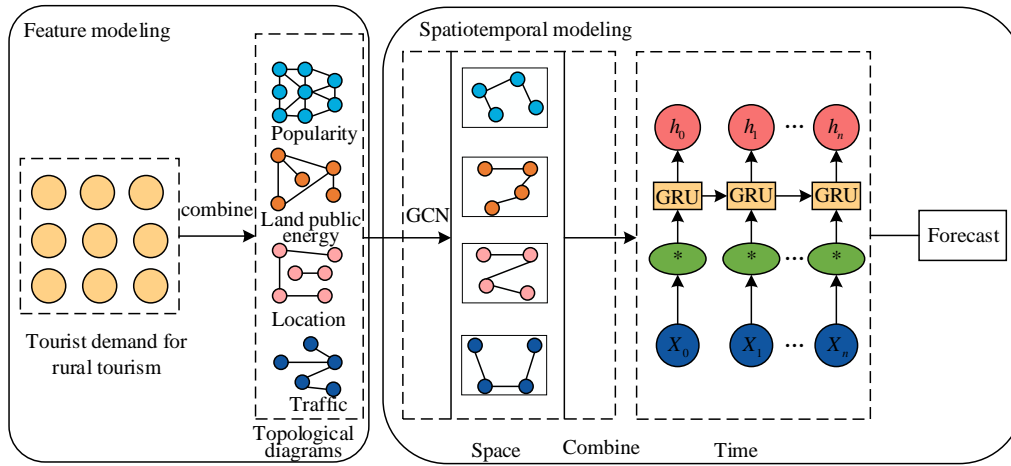 Feature modeling
Spatiotemporal modeling
Popularity
combine
Land public
energy
Location
Traffic
Tourist demand for
rural tourism
Topological
diagrams
GCN
Space
Combine
Time
h0 h1 ··· hn
GRU GRU GRU
* * ··· *
X0 X1 ··· Xn
Forecast